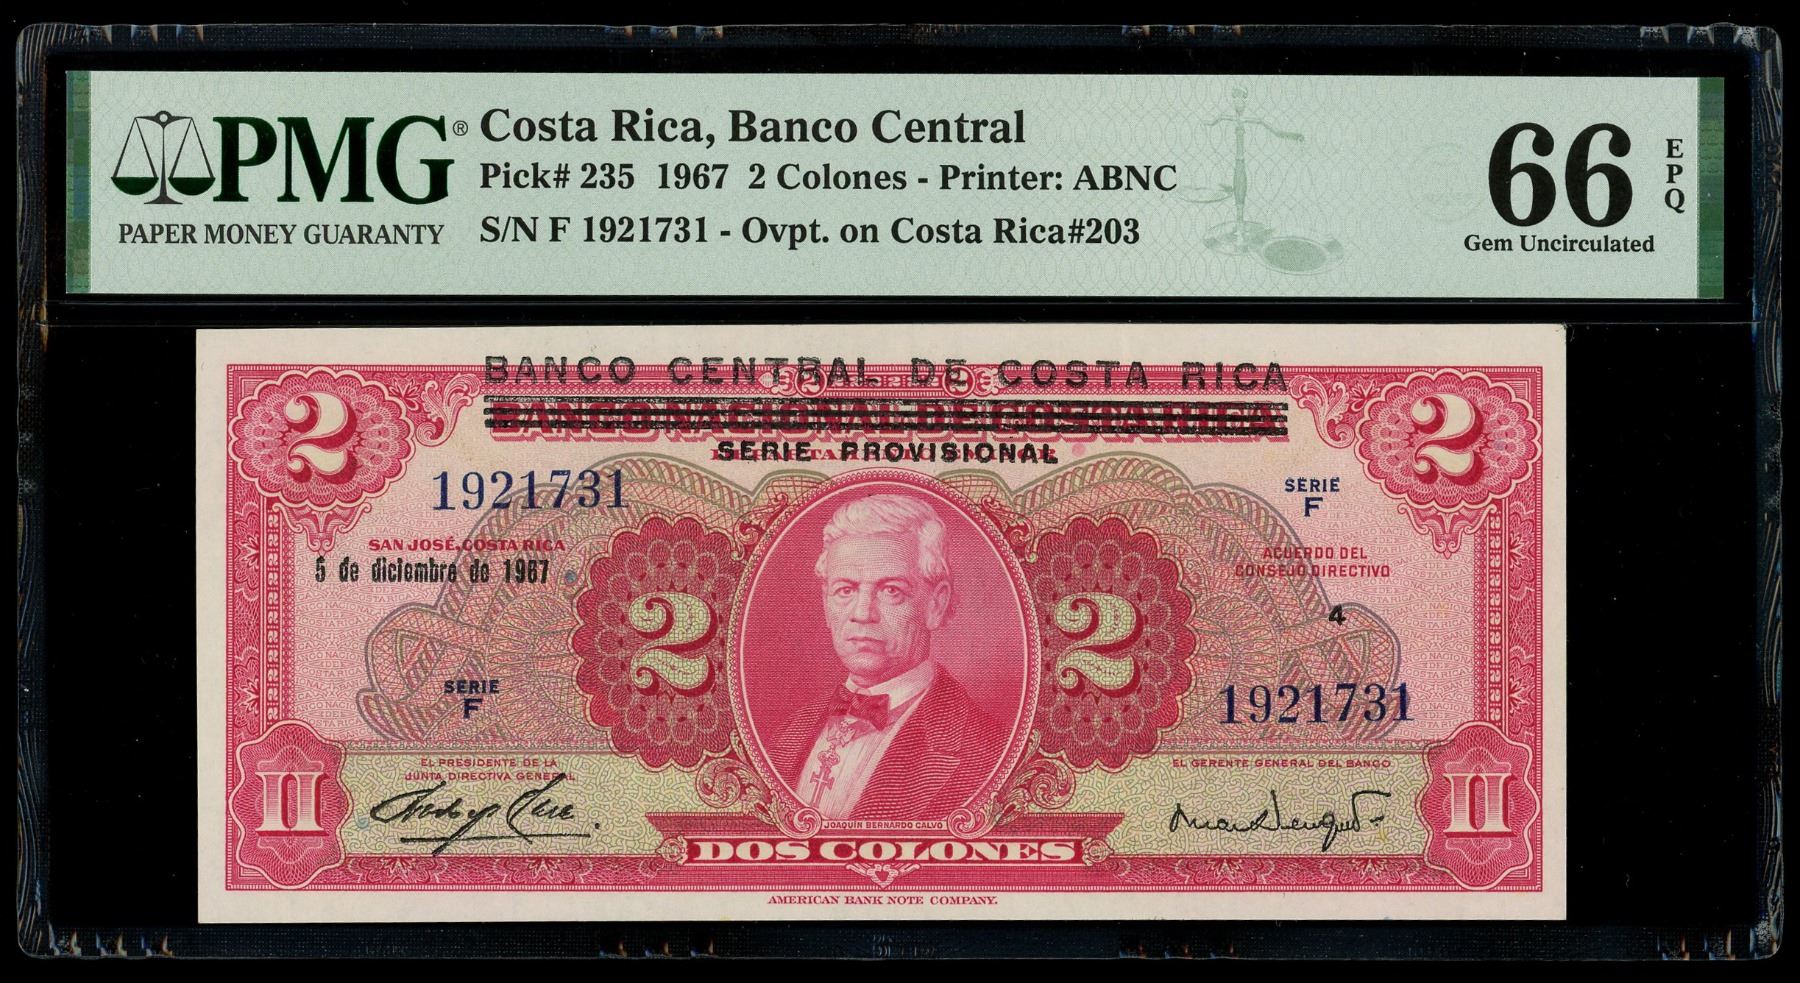 PMG®
PAPER MONEY GUARANTY
Costa Rica, Banco Central
Pick# 235 1967 2 Colones - Printer: ABNC
S/N F 1921731 - Ovpt. on Costa Rica#203
66
EPQ
Gem Uncirculated
BANCO CENTRAL DE COSTA RICA
BANCO NACIONAL DE COSTA RICA
SERIE PROVISIONAL
2
2
1921731
SERIE
F
SAN JOSÉ, COSTA RICA
5 de diciembre de 1967
ACUERDO DEL
CONSEJO DIRECTIVO
4
2
2
SERIE
F
1921731
EL PRESIDENTE DE LA
JUNTA DIRECTIVA GENERAL
EL GERENTE GENERAL DEL BANCO
II
II
JOAQUÍN BERNARDO CALVO
DOS COLONES
AMERICAN BANK NOTE COMPANY.